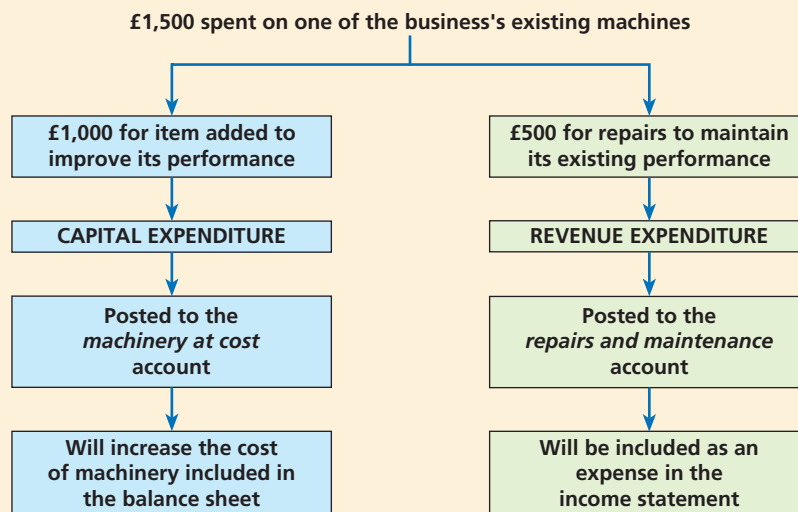 £1,500 spent on one of the business's existing machines
£1,000 for item added to
improve its performance
CAPITAL EXPENDITURE
Posted to the
machinery at cost
account
Will increase the cost
of machinery included in
the balance sheet
£500 for repairs to maintain
its existing performance
REVENUE EXPENDITURE
Posted to the
repairs and maintenance
account
Will be included as an
expense in the
income statement